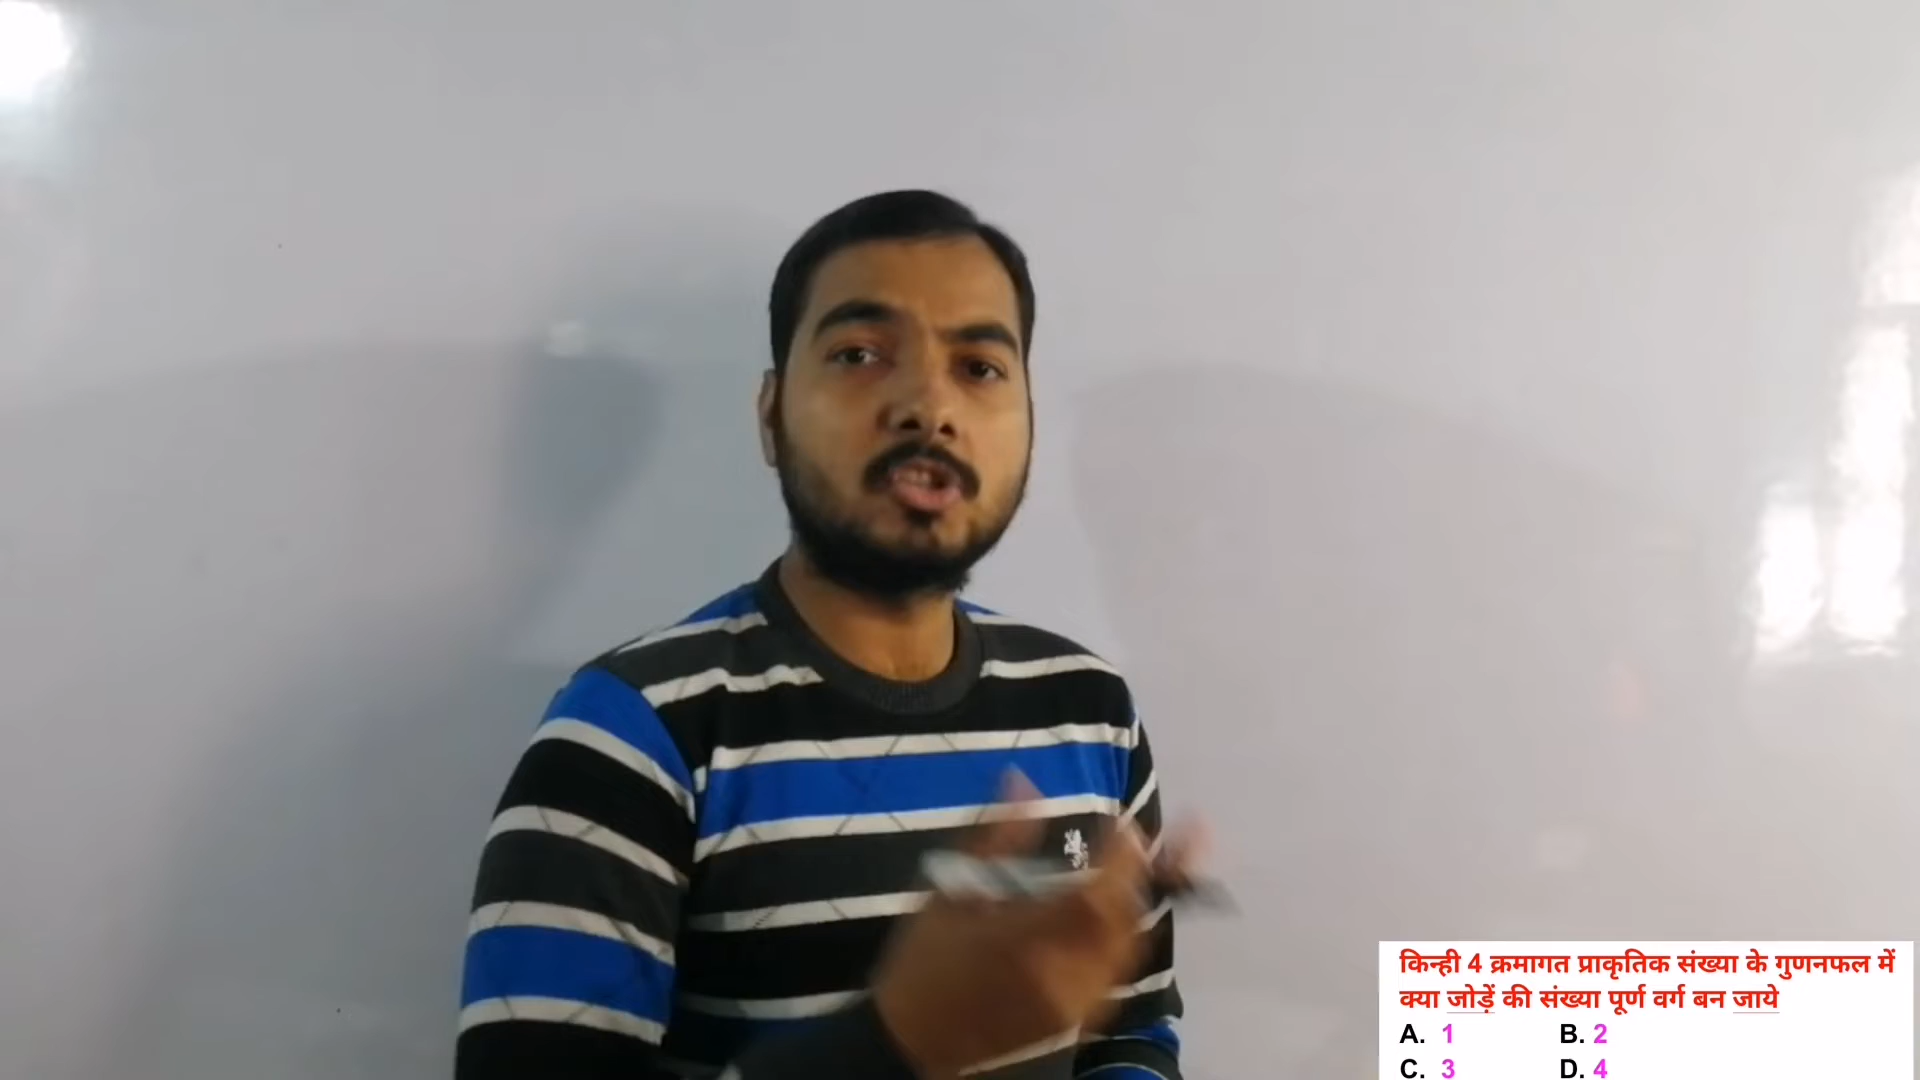 किन्ही 4 क्रमागत प्राकृतिक संख्या के गुणनफल में
क्या जोड़ें की संख्या पूर्ण वर्ग बन जाये
A. 1 B. 2
C. 3 D. 4